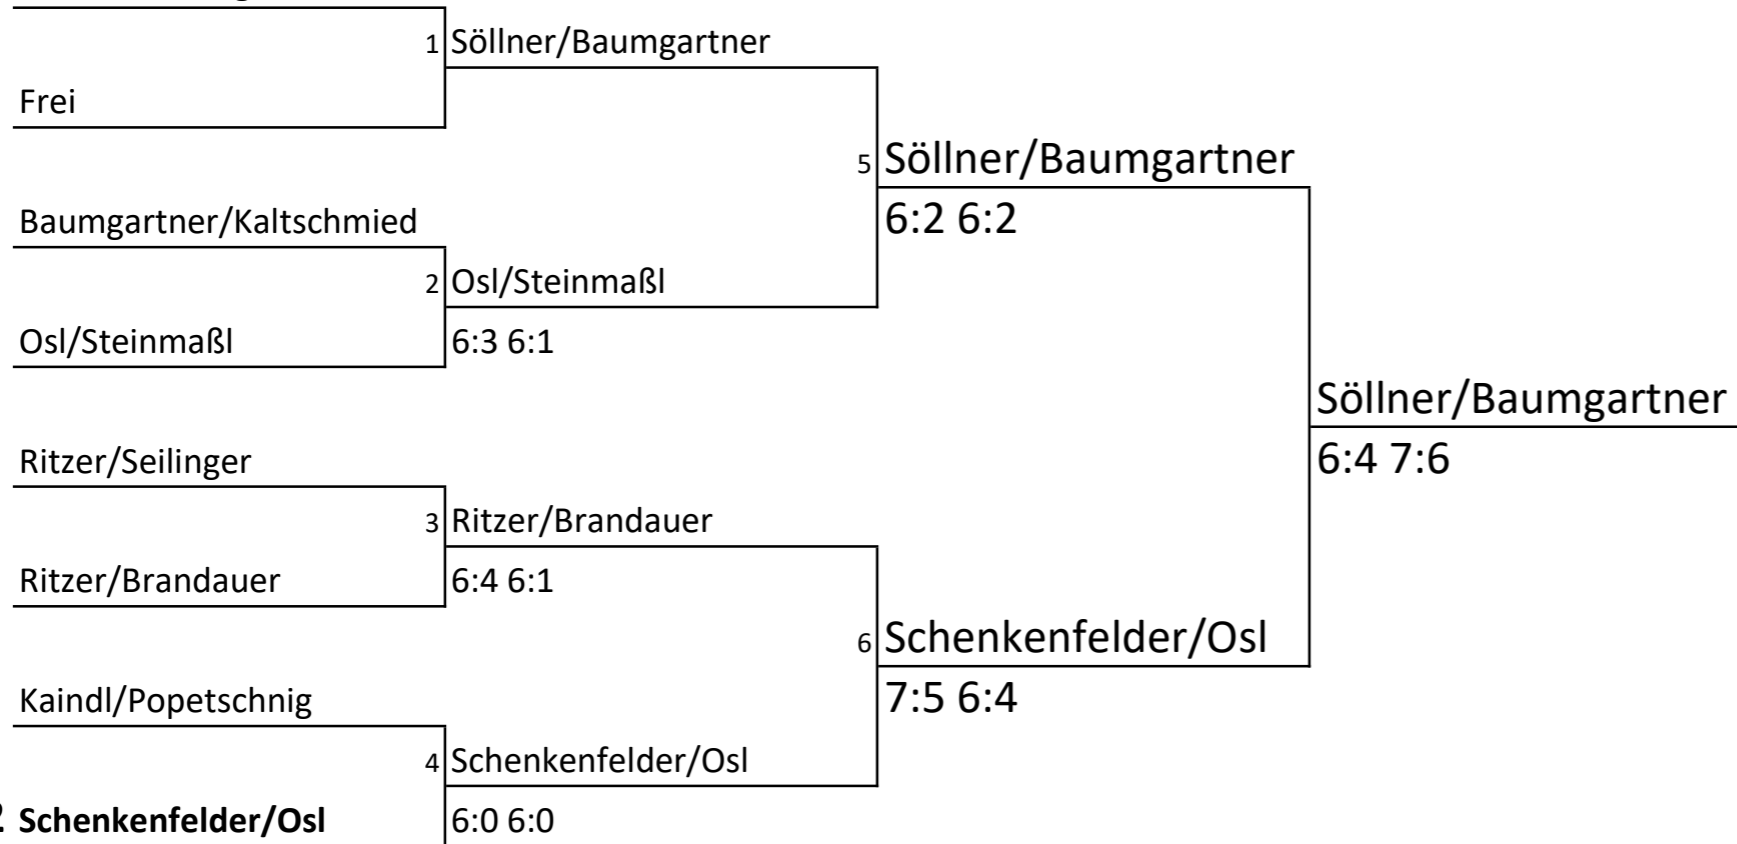 1 Söllner/Baumgartner
Frei
5 Söllner/Baumgartner
6:2 6:2
Baumgartner/Kaltschmied
2 Osl/Steinmaßl
Osl/Steinmaßl
6:3 6:1
Söllner/Baumgartner
6:4 7:6
Ritzer/Seilinger
3 Ritzer/Brandauer
Ritzer/Brandauer
6:4 6:1
6 Schenkenfelder/Osl
7:5 6:4
Kaindl/Popetschnig
4 Schenkenfelder/Osl
Schenkenfelder/Osl
6:0 6:0